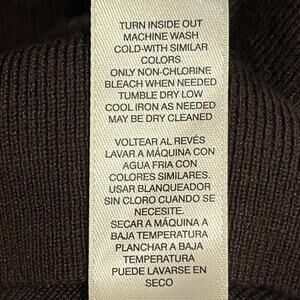 TURN INSIDE OUT
MACHINE WASH
COLD-WITH SIMILAR
COLORS
ONLY NON-CHLORINE
BLEACH WHEN NEEDED
TUMBLE DRY LOW
COOL IRON AS NEEDED
MAY BE DRY CLEANED
VOLTEAR AL REVÉS
LAVAR A MÁQUINA CON
AGUA FRIA CON
COLORES SIMILARES.
USAR BLANQUEADOR
SIN CLORO CUANDO SE
NECESITE.
SECAR A MÁQUINA A
BAJA TEMPERATURA
PLANCHAR A BAJA
TEMPERATURA
PUEDE LAVARSE EN
SECO